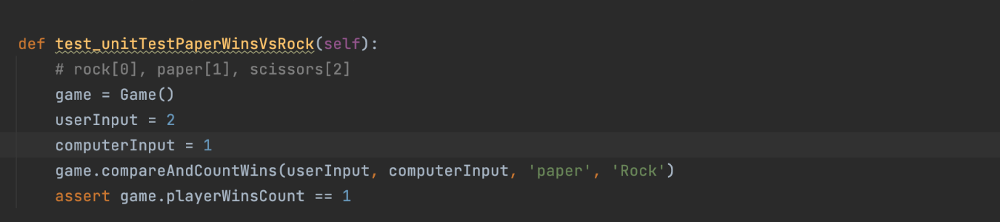 def test_unitTestPaperWinsVsRock(self):
# rock[0], paper[1], scissors[2]
game = Game()
userInput = 2
computerInput = 1
game.compareAndCountWins(userInput, computerInput, 'paper', 'Rock')
assert game.playerWinsCount == 1